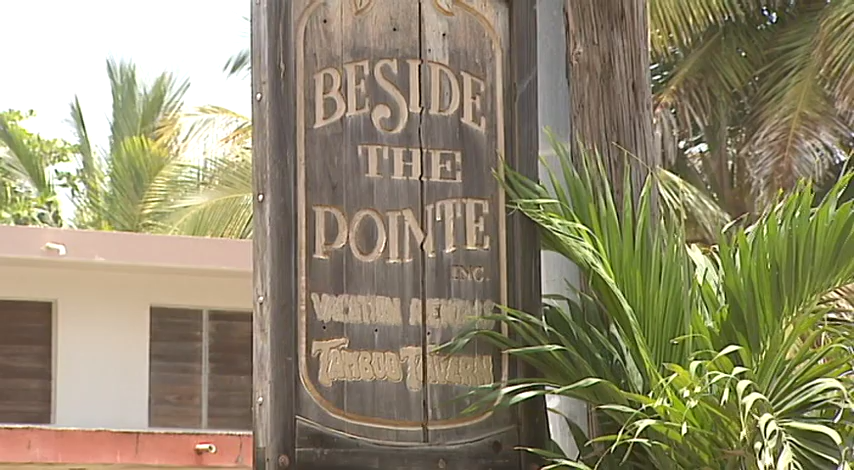 BESIDE
THE
POINTE
INC.
VACATION RENTALS
TAMBOO TAVERN